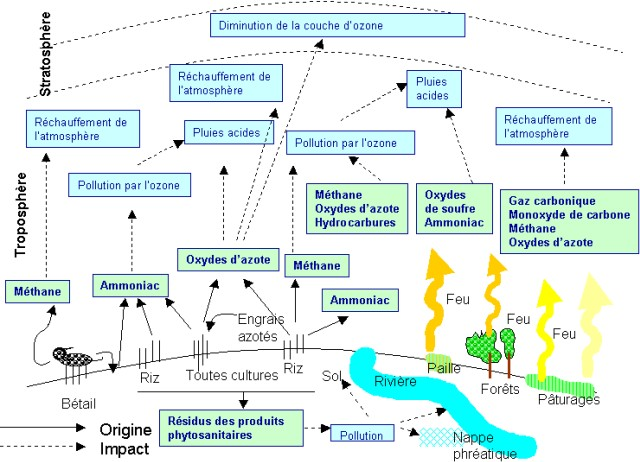 Stratosphère
Diminution de la couche d'ozone
Réchauffement de
l'atmosphère
Pluies
acides
Réchauffement de
l'atmosphère
Pluies acides
Pollution par l'ozone
Réchauffement de
l'atmosphère
Troposphère
Pollution par l'ozone
Méthane
Oxydes d'azote
Hydrocarbures
Oxydes
de soufre
Ammoniac
Gaz carbonique
Monoxyde de carbone
Méthane
Oxydes d'azote
Méthane
Ammoniac
Oxydes d'azote
Méthane
Ammoniac
Feu
Feu
Feu
Engrais
azotés
Bétail
Riz
Toutes cultures
Riz
Sol
Rivière
Paille
Forêts
Pâturages
Origine
Impact
Résidus des produits
phytosanitaires
Pollution
Nappe
phréatique